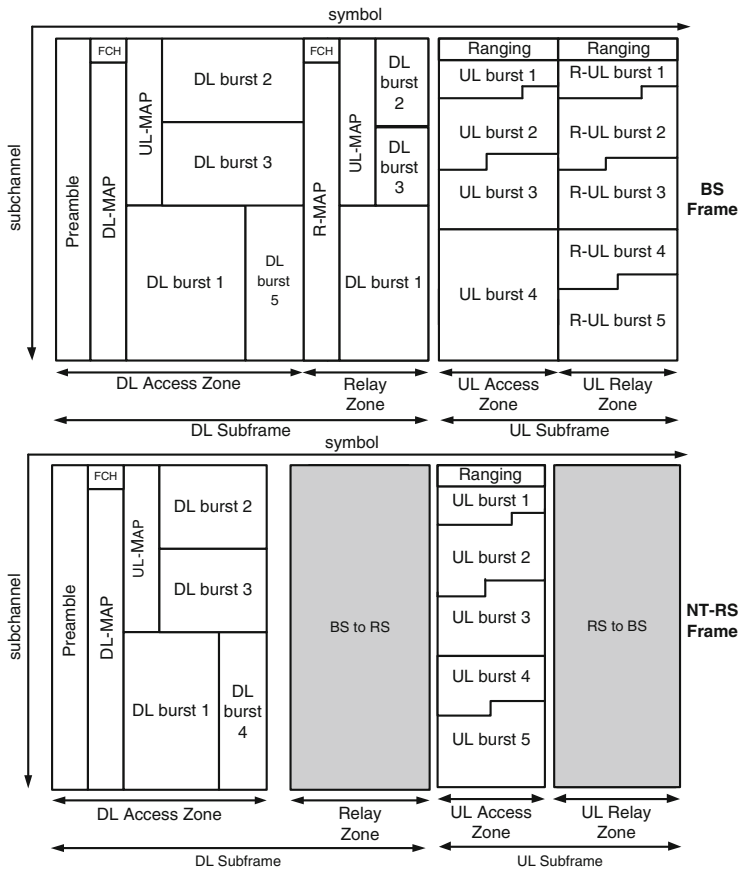 symbol
subchannel
Preamble
FCH
DL-MAP
UL-MAP
DL burst 2
DL burst 3
DL burst 1
DL
burst
5
FCH
R-MAP
UL-MAP
DL
burst
2
DL
burst
3
DL burst 1
Ranging
UL burst 1
UL burst 2
UL burst 3
UL burst 4
Ranging
R-UL burst 1
R-UL burst 2
R-UL burst 3
R-UL burst 4
R-UL burst 5
BS
Frame
DL Access Zone
Relay
Zone
UL Access
Zone
UL Relay
Zone
DL Subframe
UL Subframe
symbol
subchannel
Preamble
FCH
DL-MAP
UL-MAP
DL burst 2
DL burst 3
DL burst 1
DL
burst
4
BS to RS
Ranging
UL burst 1
UL burst 2
UL burst 3
UL burst 4
UL burst 5
RS to BS
NT-RS
Frame
DL Access Zone
Relay
Zone
UL Access
Zone
UL Relay
Zone
DL Subframe
UL Subframe